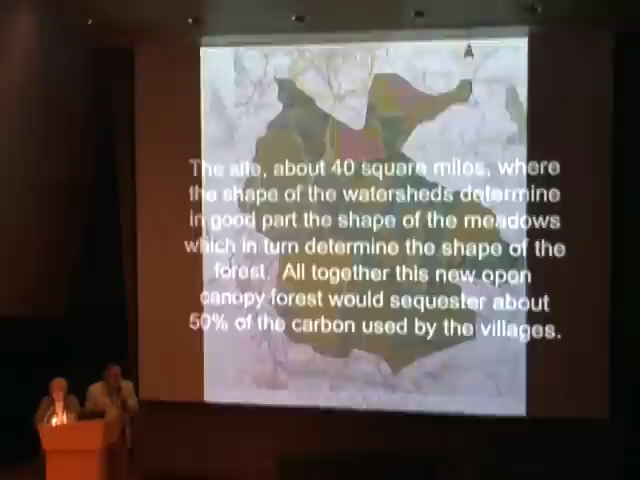 The site, about 40 square miles, where
the shape of the watersheds determine
in good part the shape of the meadows
which in turn determine the shape of the
forest.  All together this new open
canopy forest would sequester about
50% of the carbon used by the villages.